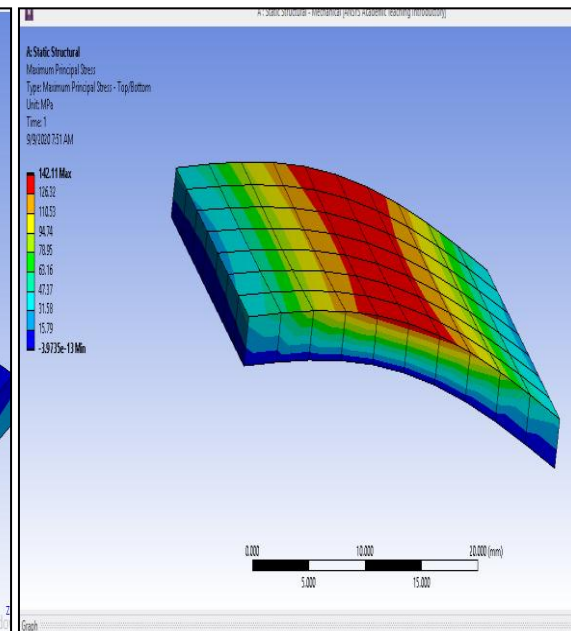 A : Static Structural - Mechanical [ANSYS Academic Teaching Introductory]
A: Static Structural
Maximum Principal Stress
Type: Maximum Principal Stress - Top/Bottom
Unit: MPa
Time: 1
9/9/2020 7:51 AM
142.11 Max
126.32
110.53
94.74
78.95
63.16
47.37
31.58
15.79
-3.9735e-13 Min
0.000 10.000 20.000 (mm)
5.000 15.000
Z
Graph